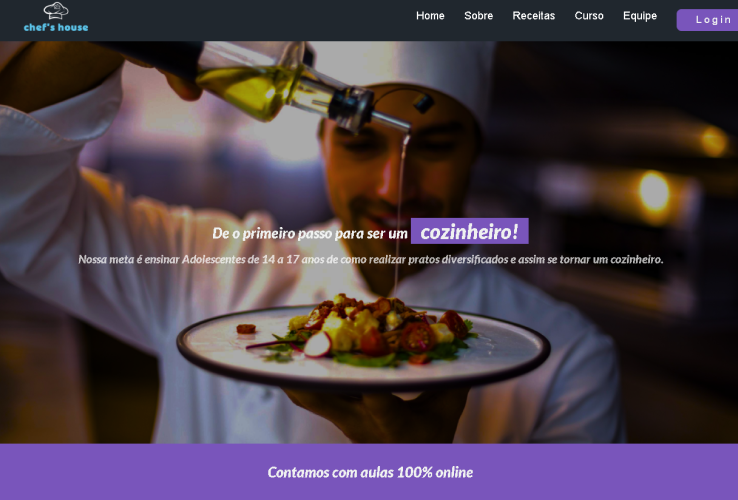 chef's house
Home Sobre Receitas Curso Equipe Login
De o primeiro passo para ser um cozinheiro!
Nossa meta é ensinar Adolescentes de 14 a 17 anos de como realizar pratos diversificados e assim se tornar um cozinheiro.
Contamos com aulas 100% online